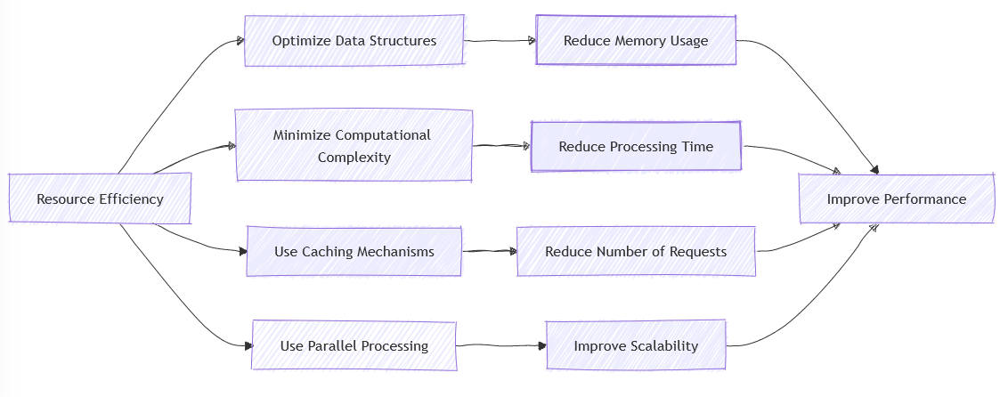 Optimize Data Structures
Reduce Memory Usage
Minimize Computational
Complexity
Reduce Processing Time
Resource Efficiency
Improve Performance
Use Caching Mechanisms
Reduce Number of Requests
Use Parallel Processing
Improve Scalability